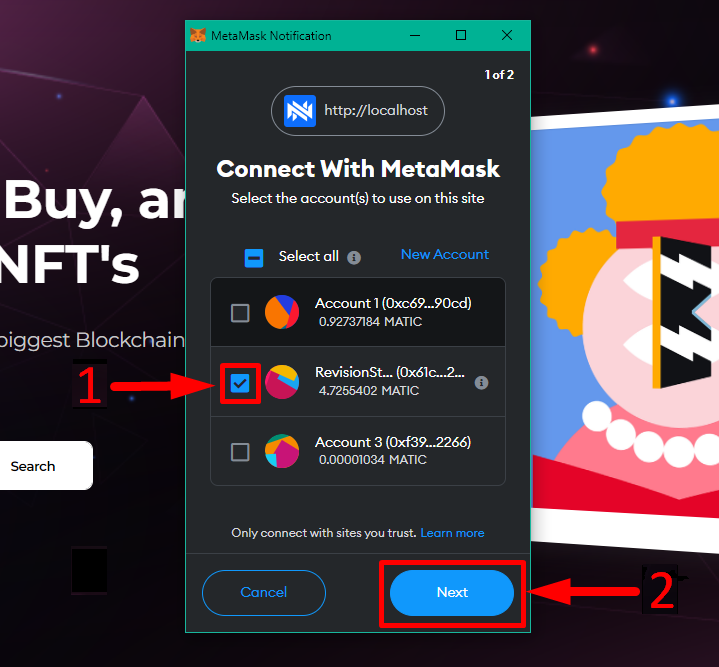 MetaMask Notification
1 of 2
http://localhost
Connect With MetaMask
Select the account(s) to use on this site
Buy, an
NFT's
biggest Blockchain
Search
Select all
New Account
Account 1 (0xc69...90cd)
0.92737184 MATIC
RevisionSt... (0x61c...2...
4.7255402 MATIC
1
Account 3 (0xf39...2266)
0.00001034 MATIC
Only connect with sites you trust. Learn more
Cancel
Next
2